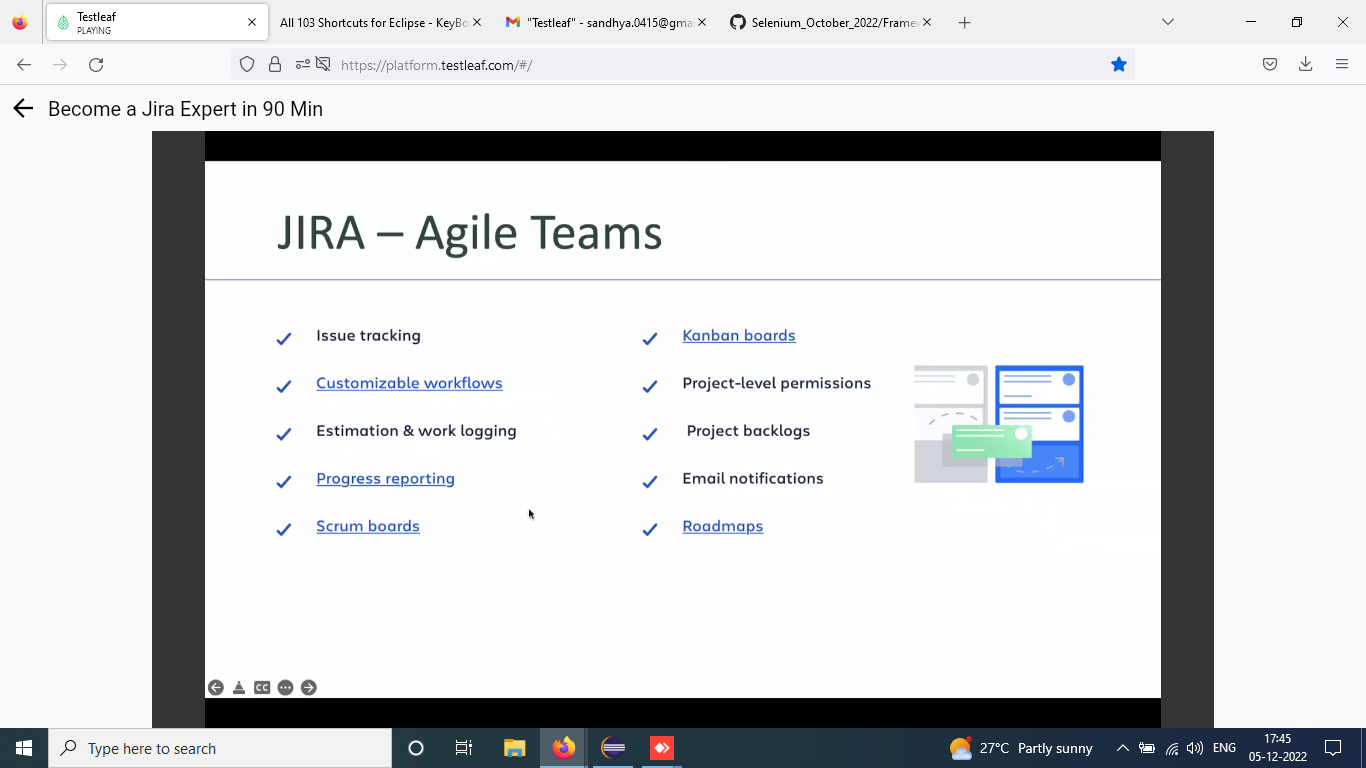 Testleaf
PLAYING
All 103 Shortcuts for Eclipse - KeyBo
"Testleaf" - sandhya.0415@gma
Selenium_October_2022/Frame
https://platform.testleaf.com/#/
Become a Jira Expert in 90 Min
JIRA – Agile Teams
Issue tracking
Customizable workflows
Estimation & work logging
Progress reporting
Scrum boards
Kanban boards
Project-level permissions
Project backlogs
Email notifications
Roadmaps
CC
Type here to search
27°C Partly sunny
ENG
17:45
05-12-2022